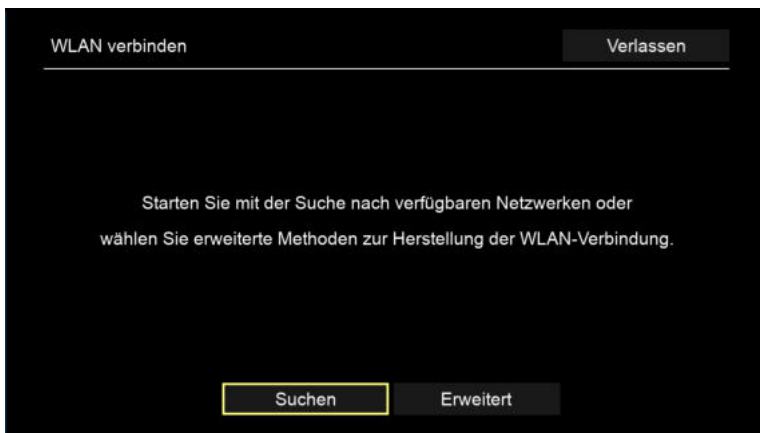 WLAN verbinden
Verlassen
Starten Sie mit der Suche nach verfügbaren Netzwerken oder
wählen Sie erweiterte Methoden zur Herstellung der WLAN-Verbindung.
Suchen
Erweitert